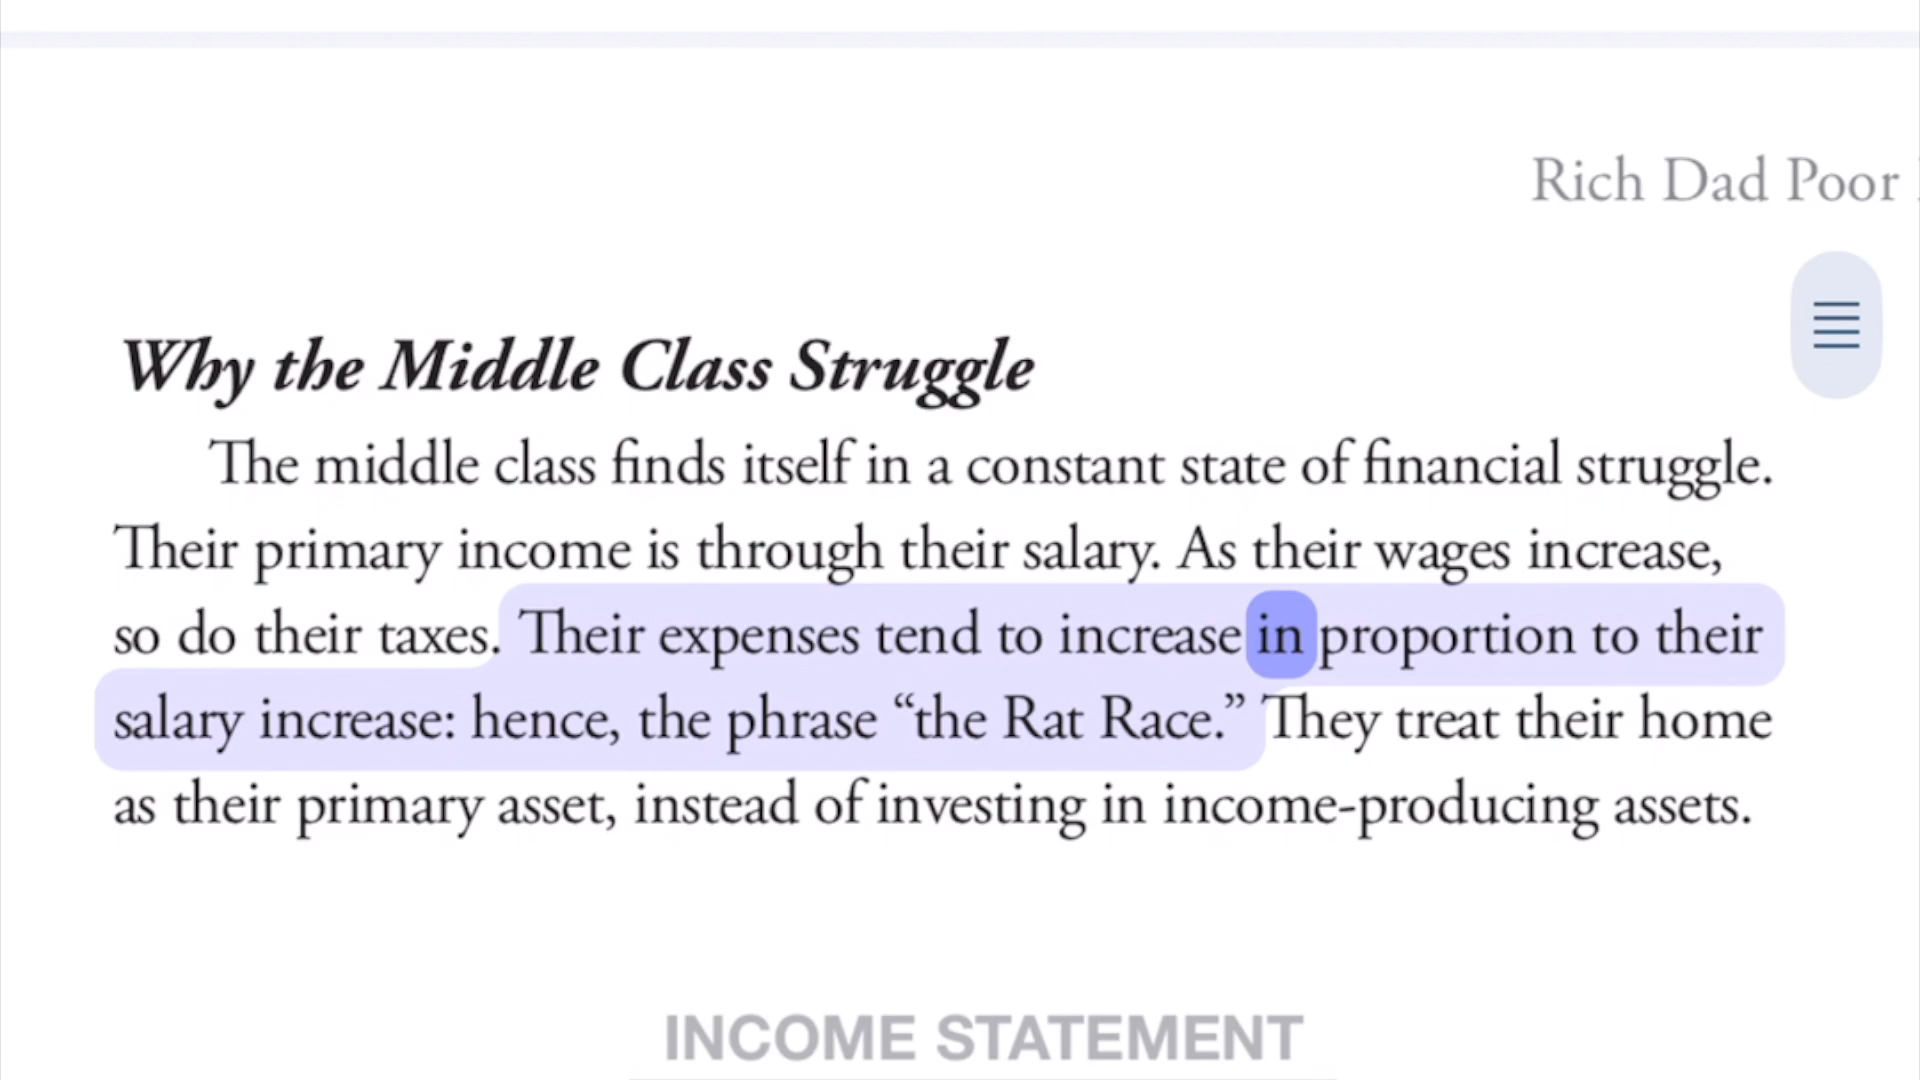 Rich Dad Poor
Why the Middle Class Struggle
The middle class finds itself in a constant state of financial struggle.
Their primary income is through their salary. As their wages increase,
so do their taxes. Their expenses tend to increase in proportion to their
salary increase: hence, the phrase “the Rat Race.” They treat their home
as their primary asset, instead of investing in income-producing assets.
INCOME STATEMENT